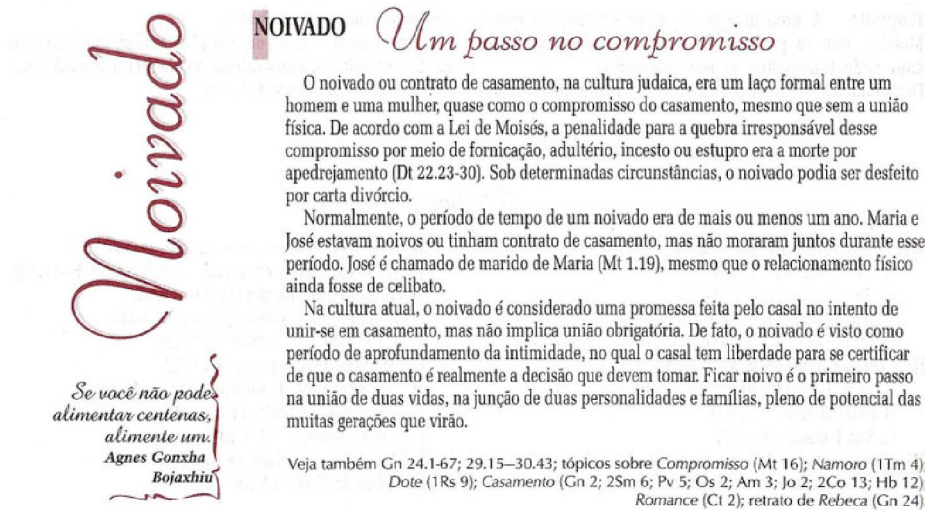 Noivado
NOIVADO Um passo no compromisso
O noivado ou contrato de casamento, na cultura judaica, era um laço formal entre um
homem e uma mulher, quase como o compromisso do casamento, mesmo que sem a união
física. De acordo com a Lei de Moisés, a penalidade para a quebra irresponsável desse
compromisso por meio de fornicação, adultério, incesto ou estupro era a morte por
apedrejamento (Dt 22.23-30). Sob determinadas circunstâncias, o noivado podia ser desfeito
por carta divórcio.
Normalmente, o período de tempo de um noivado era de mais ou menos um ano. Maria e
José estavam noivos ou tinham contrato de casamento, mas não moraram juntos durante esse
período. José é chamado de marido de Maria (Mt 1.19), mesmo que o relacionamento físico
ainda fosse de celibato.
Na cultura atual, o noivado é considerado uma promessa feita pelo casal no intento de
unir-se em casamento, mas não implica união obrigatória. De fato, o noivado é visto como
período de aprofundamento da intimidade, no qual o casal tem liberdade para se certificar
de que o casamento é realmente a decisão que devem tomar. Ficar noivo é o primeiro passo
na união de duas vidas, na junção de duas personalidades e famílias, pleno de potencial das
muitas gerações que virão.
Veja também Gn 24.1-67; 29.15—30.43; tópicos sobre Compromisso (Mt 16); Namoro (1Tm 4);
Dote (1Rs 9); Casamento (Gn 2; 2Sm 6; Pv 5; Os 2; Am 3; Jo 2; 2Co 13; Hb 12);
Romance (Ct 2); retrato de Rebeca (Gn 24)
Se você não pode
alimentar centenas,
alimente um.
Agnes Gonxha
Bojaxhiu